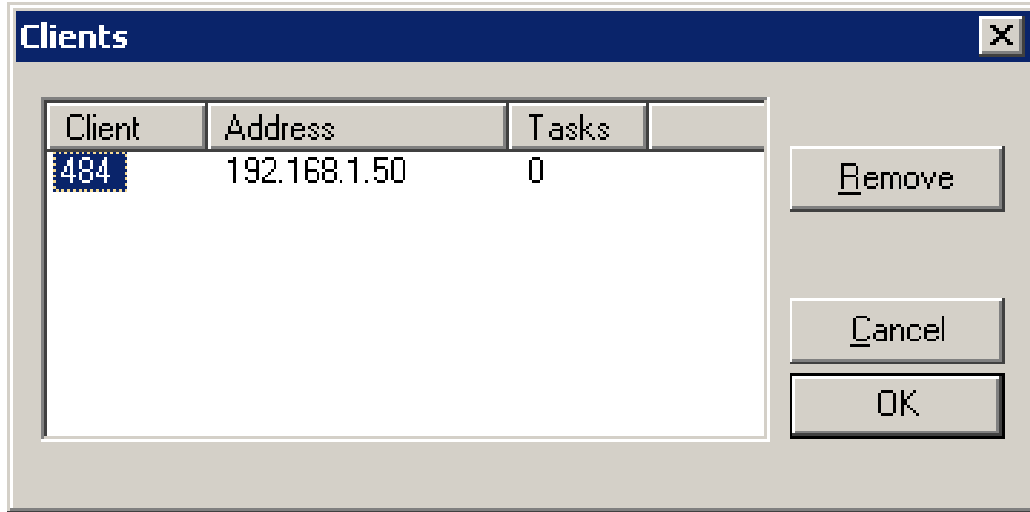 Clients
Client Address Tasks
484 192.168.1.50 0
Remove
Cancel
OK